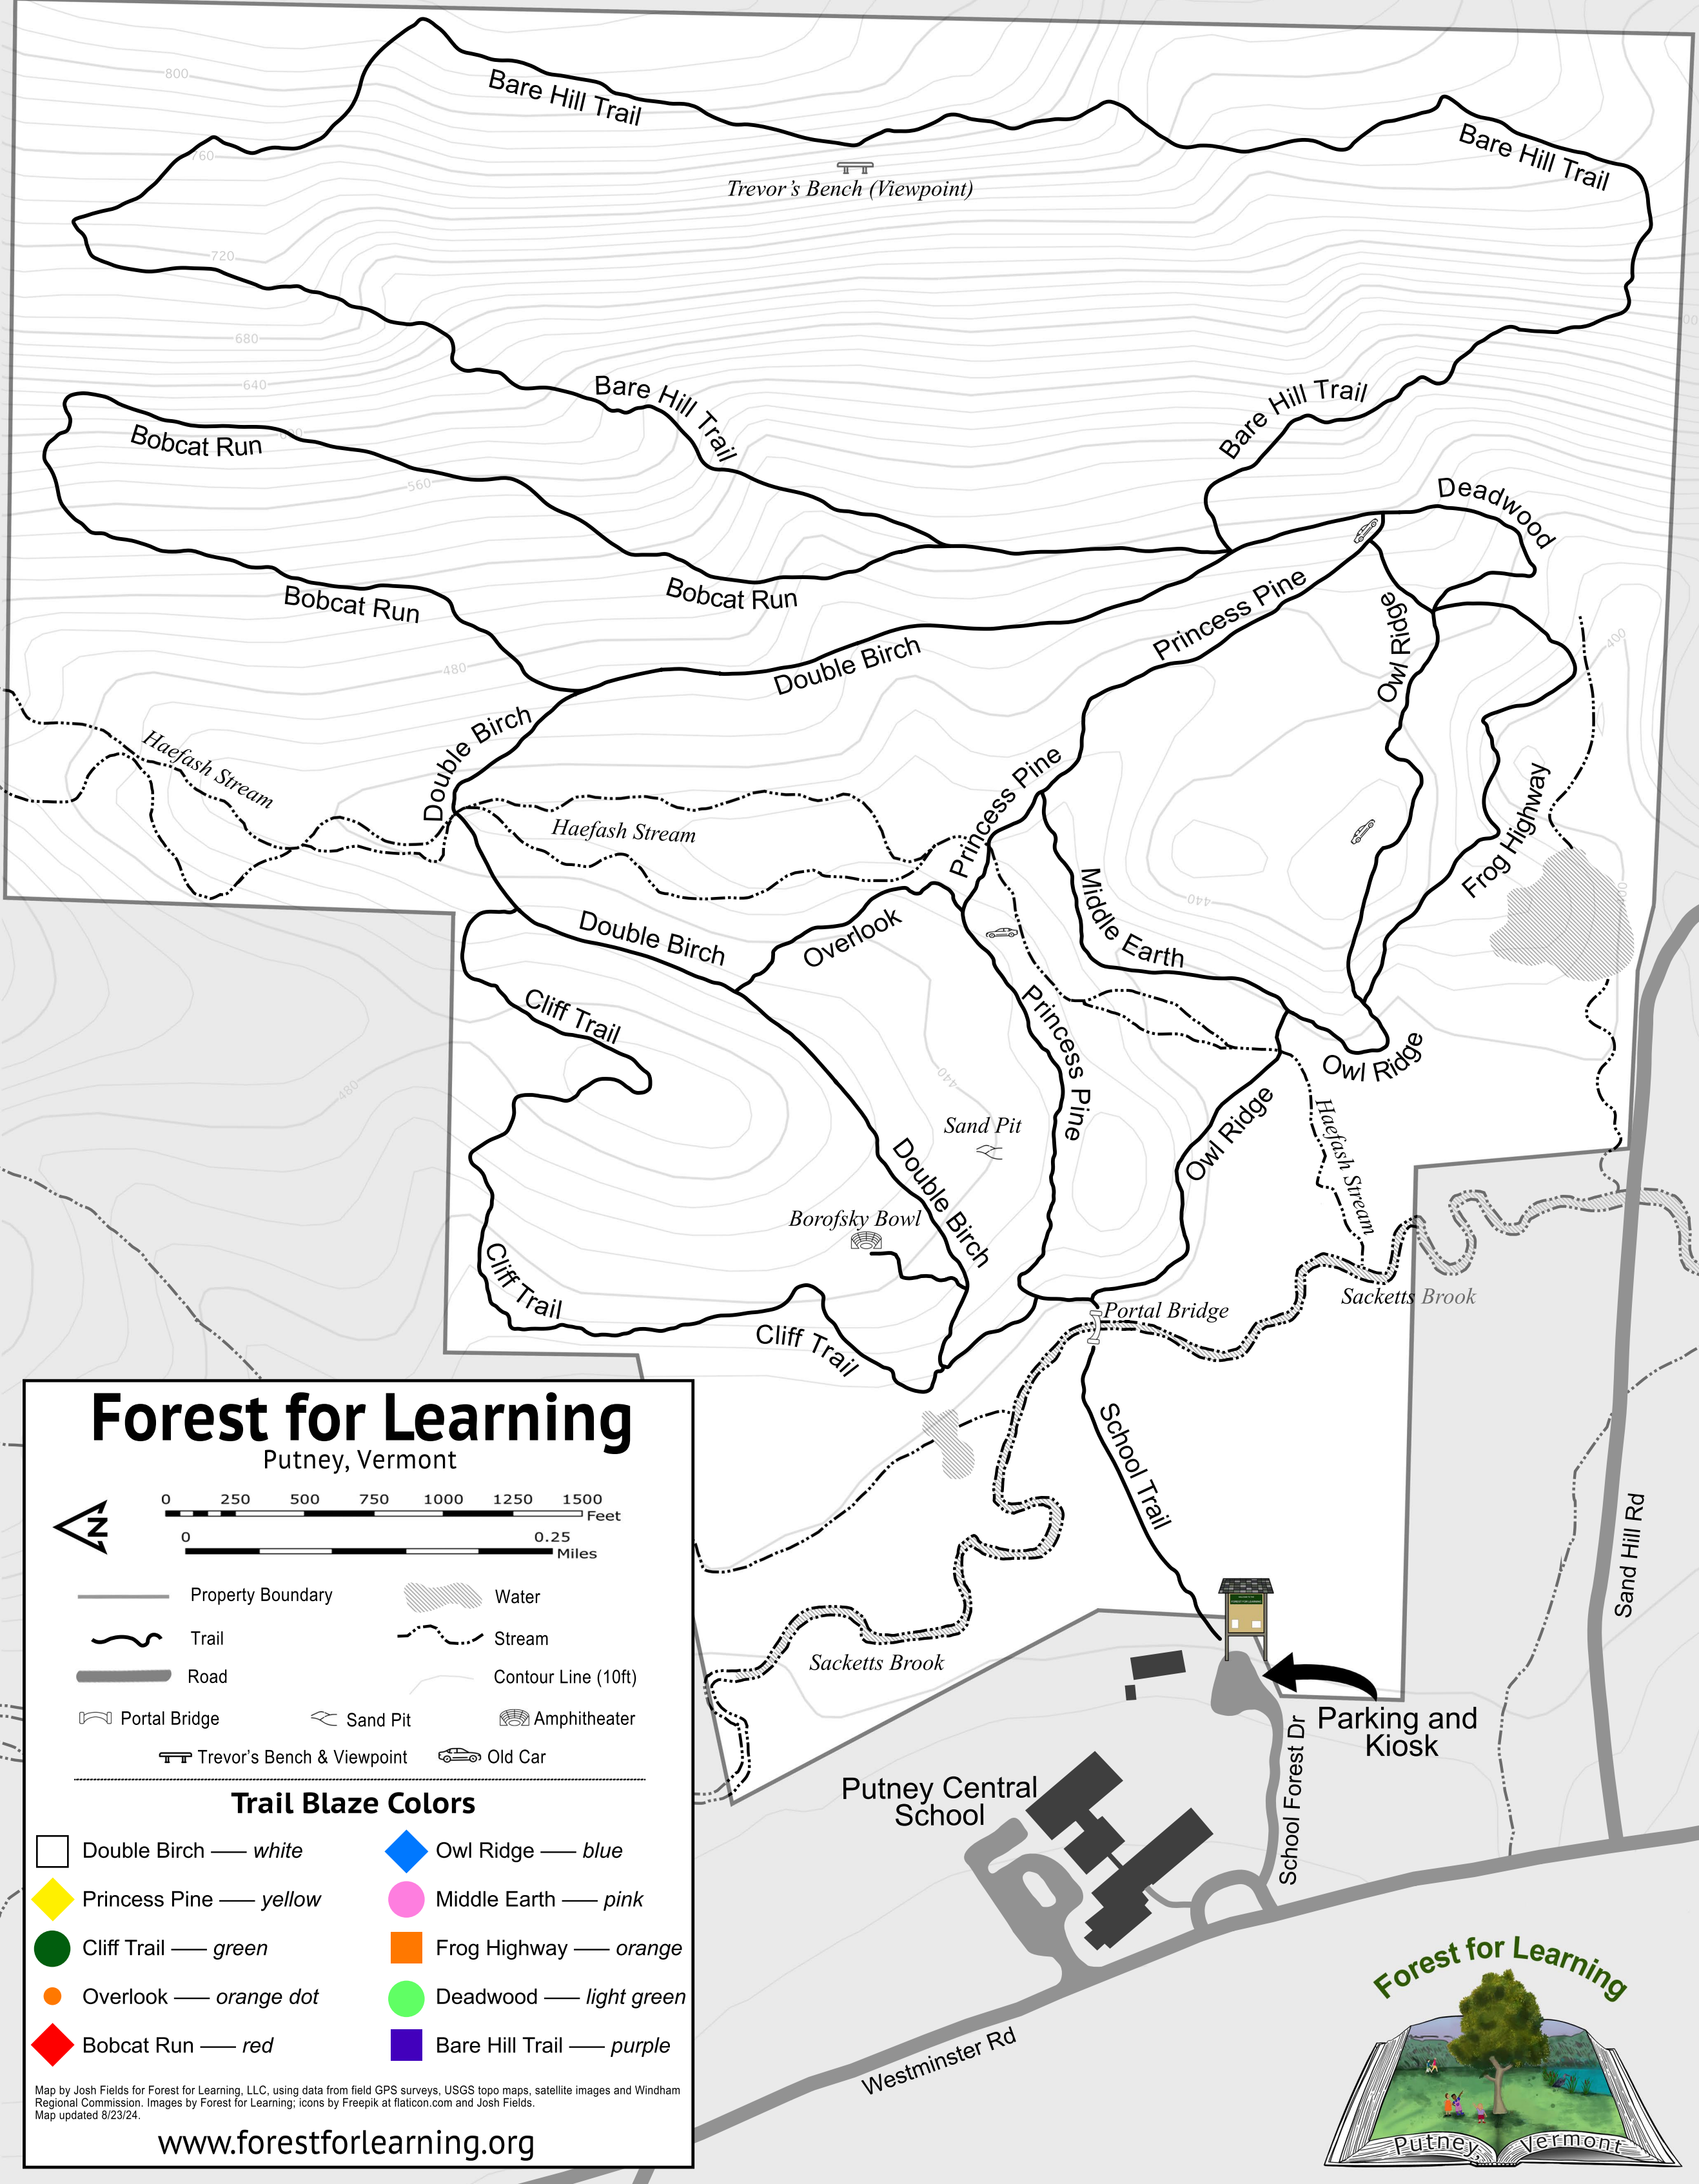 800
Bare Hill Trail
Bare Hill Trail
760
Trevor's Bench (Viewpoint)
720
680
640
Bare Hill Trail
Bare Hill Trail
Bobcat Run
560
Deadwood
Bobcat Run
Bobcat Run
Princess Pine
Owl Ridge
400
480
Double Birch
Double Birch
Haefash Stream
Haefash Stream
Princess Pine
Frog Highway
Middle Earth
440
Double Birch
Overlook
Cliff Trail
Princess Pine
Owl Ridge
480
440
Sand Pit
Owl Ridge
Haefash Stream
Double Birch
Borofsky Bowl
Cliff Trail
Cliff Trail
Portal Bridge
Sacketts Brook
School Trail
Sand Hill Rd
Sacketts Brook
Parking and
Kiosk
School Forest Dr
Putney Central
School
Westminster Rd
Forest for Learning
Putney, Vermont
N
0 250 500 750 1000 1250 1500
Feet
0 0.25
Miles
Property Boundary
Water
Trail
Stream
Road
Contour Line (10ft)
Portal Bridge
Sand Pit
Amphitheater
Trevor's Bench & Viewpoint
Old Car
Trail Blaze Colors
Double Birch — white
Owl Ridge — blue
Princess Pine — yellow
Middle Earth — pink
Cliff Trail — green
Frog Highway — orange
Overlook — orange dot
Deadwood — light green
Bobcat Run — red
Bare Hill Trail — purple
Map by Josh Fields for Forest for Learning, LLC, using data from field GPS surveys, USGS topo maps, satellite images and Windham
Regional Commission. Images by Forest for Learning; icons by Freepik at flaticon.com and Josh Fields.
Map updated 8/23/24.
www.forestforlearning.org
Forest for Learning
Putney, Vermont